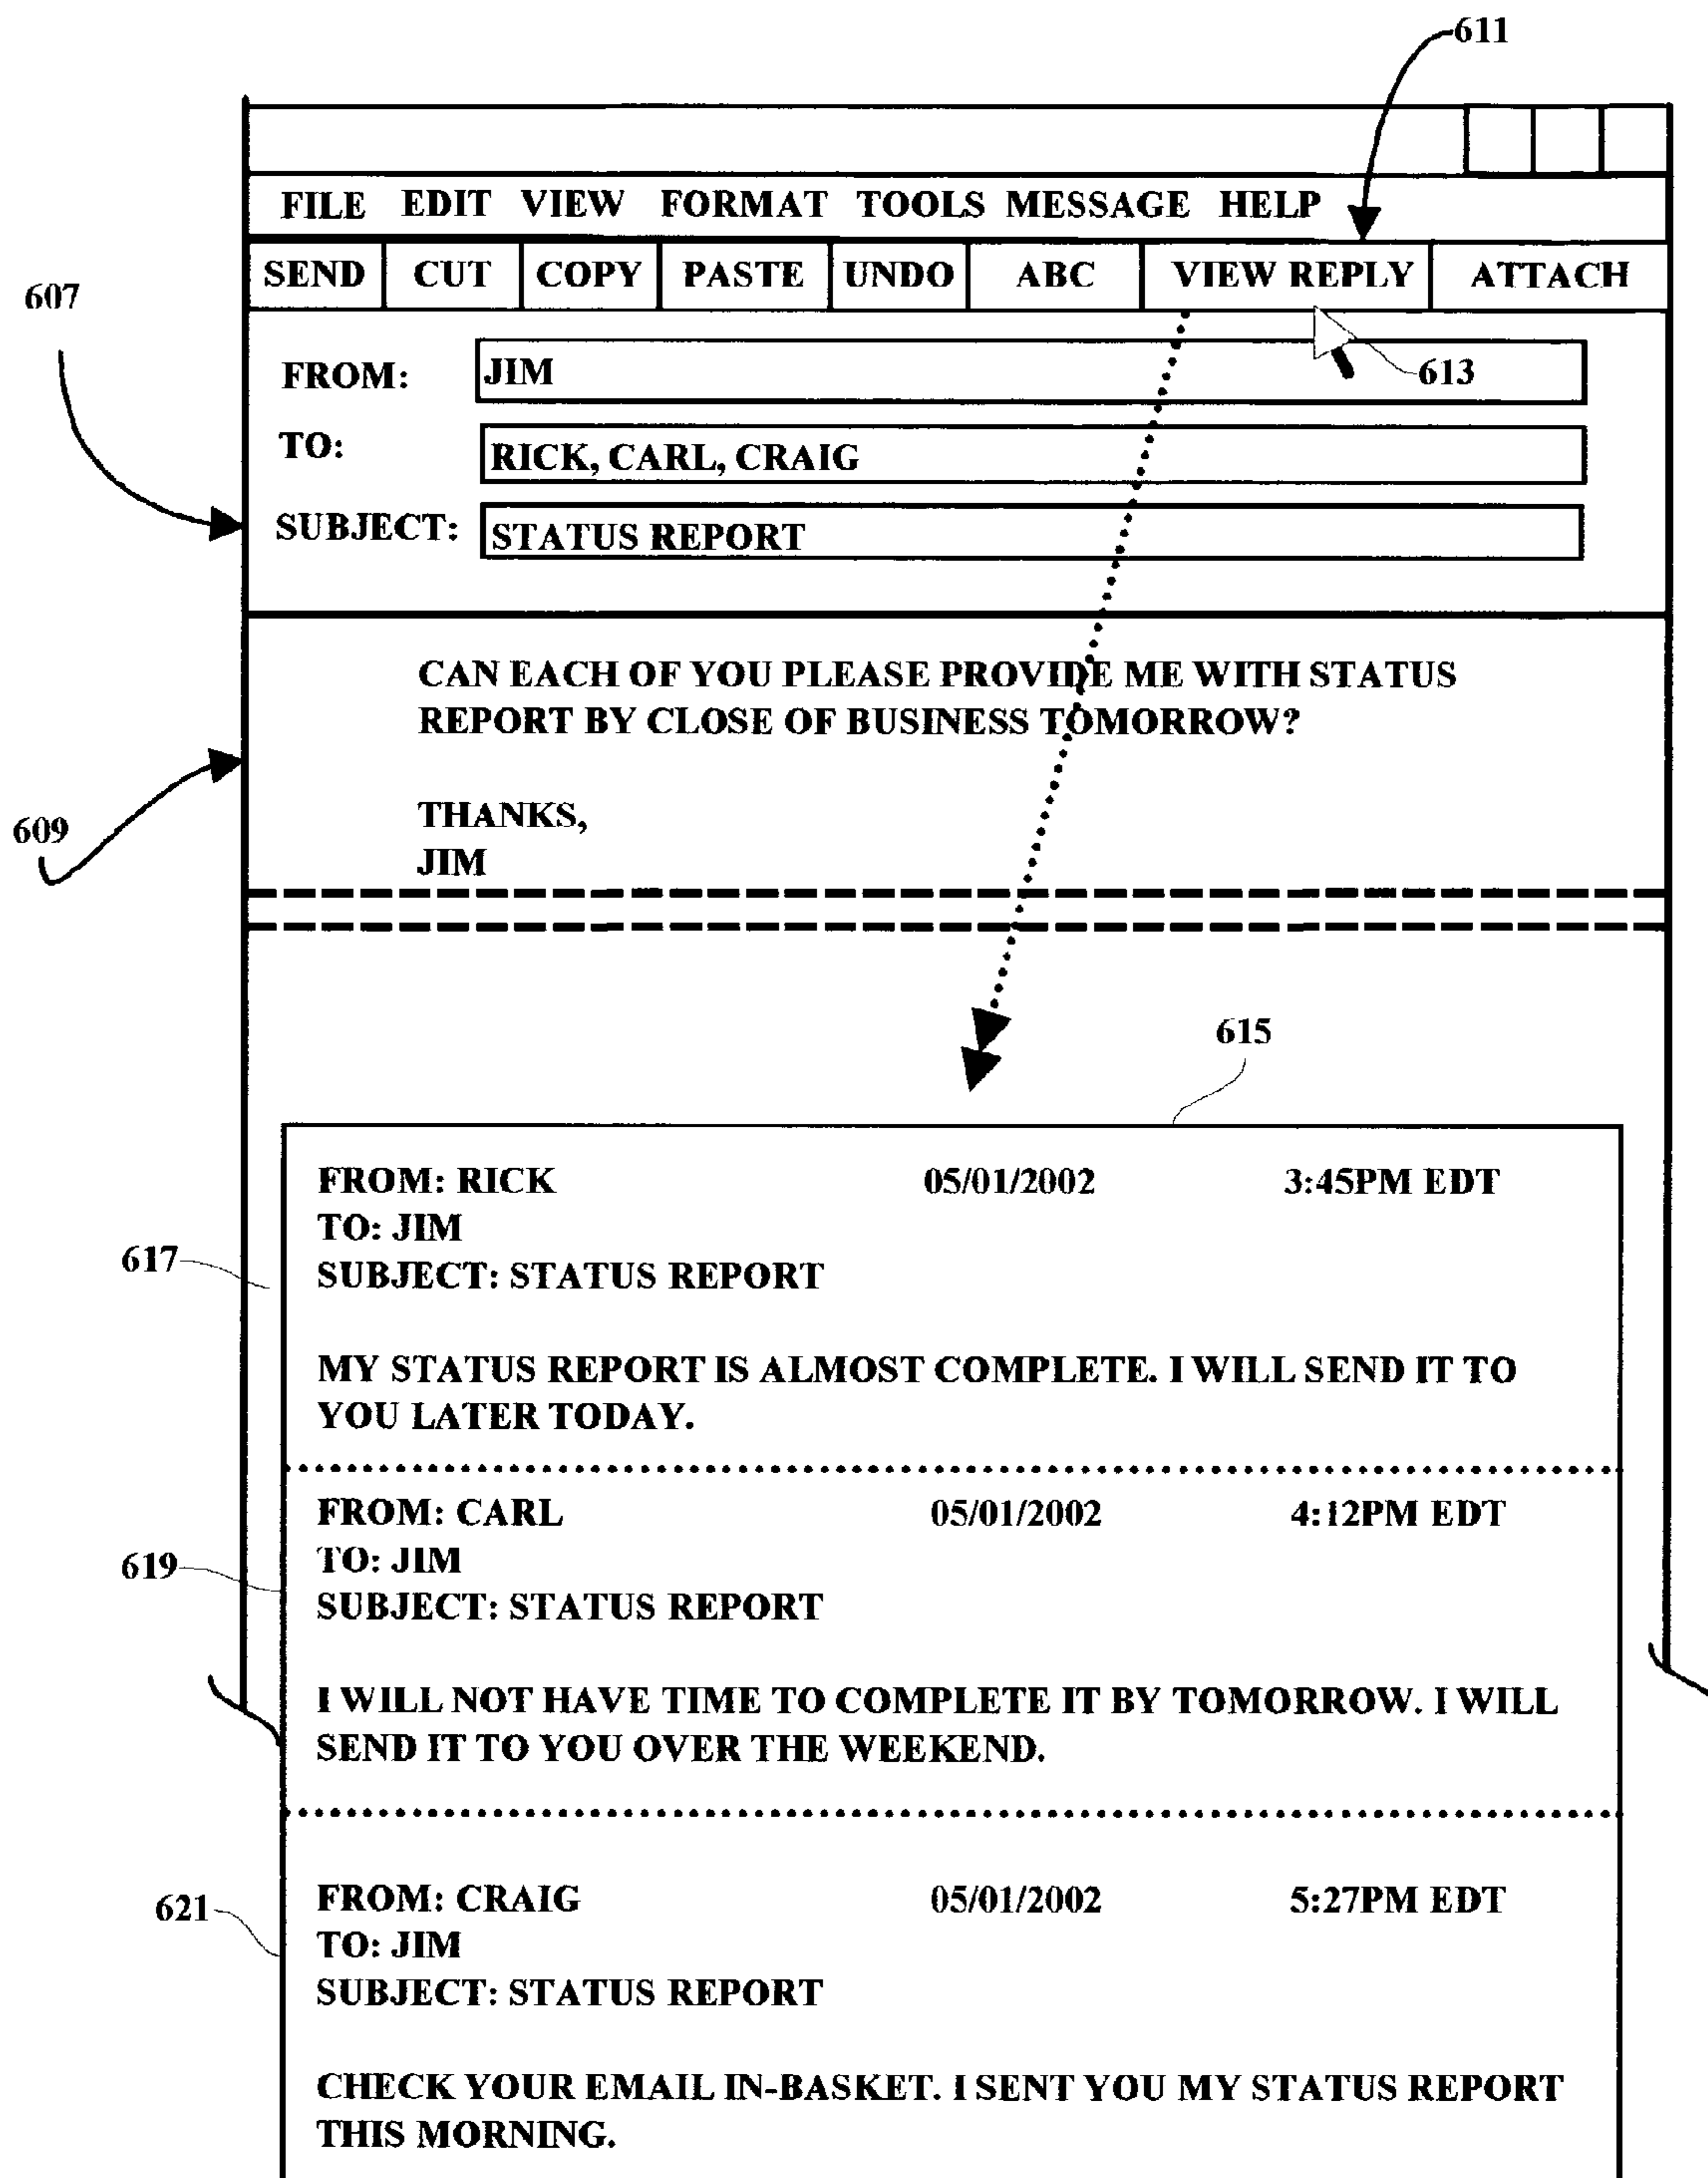 611
FILE EDIT VIEW FORMAT TOOLS MESSAGE HELP
SEND CUT COPY PASTE UNDO ABC VIEW REPLY ATTACH
607
FROM: JIM
613
TO: RICK, CARL, CRAIG
SUBJECT: STATUS REPORT
CAN EACH OF YOU PLEASE PROVIDE ME WITH STATUS
REPORT BY CLOSE OF BUSINESS TOMORROW?
THANKS,
609
JIM
615
FROM: RICK 05/01/2002 3:45PM EDT
TO: JIM
617
SUBJECT: STATUS REPORT
MY STATUS REPORT IS ALMOST COMPLETE. I WILL SEND IT TO
YOU LATER TODAY.
FROM: CARL 05/01/2002 4:12PM EDT
TO: JIM
619
SUBJECT: STATUS REPORT
I WILL NOT HAVE TIME TO COMPLETE IT BY TOMORROW. I WILL
SEND IT TO YOU OVER THE WEEKEND.
FROM: CRAIG 05/01/2002 5:27PM EDT
621
TO: JIM
SUBJECT: STATUS REPORT
CHECK YOUR EMAIL IN-BASKET. I SENT YOU MY STATUS REPORT
THIS MORNING.